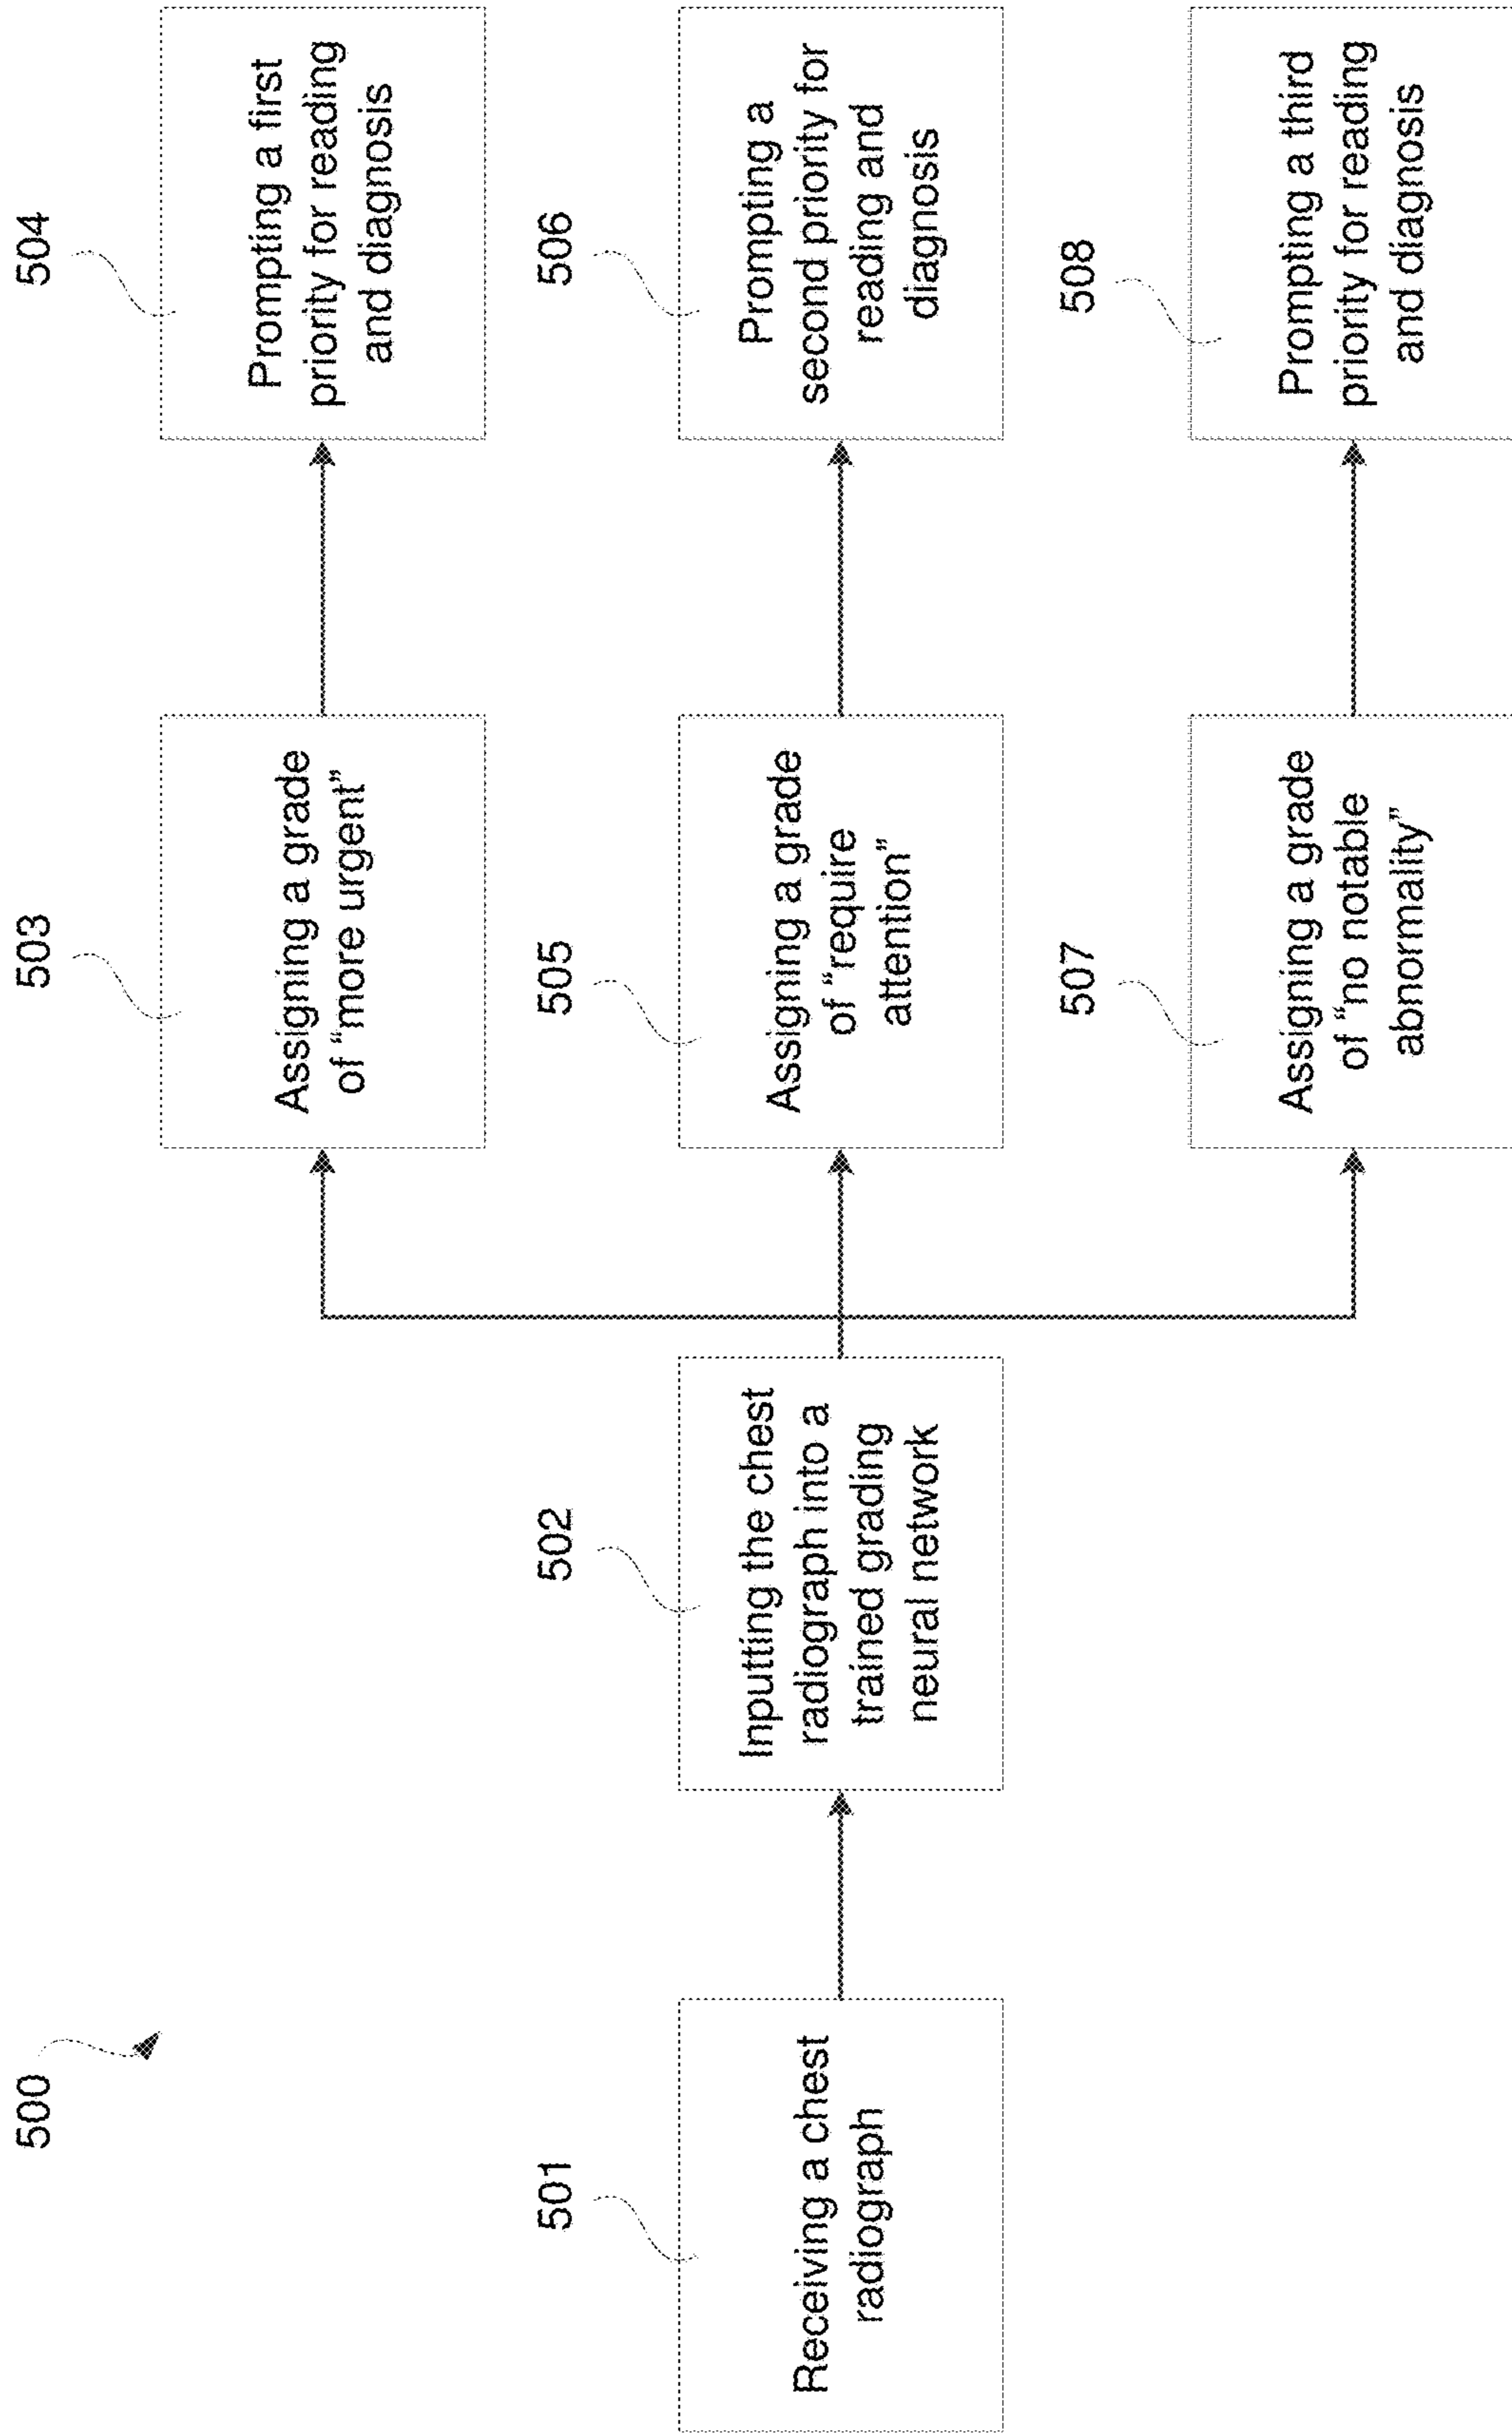 500
501
Receiving a chest
radiograph
502
Inputting the chest
radiograph into a
trained grading
neural network
503
Assigning a grade
of “more urgent”
504
Prompting a first
priority for reading
and diagnosis
505
Assigning a grade
of “require
attention”
506
Prompting a
second priority for
reading and
diagnosis
507
Assigning a grade
of “no notable
abnormality”
508
Prompting a third
priority for reading
and diagnosis